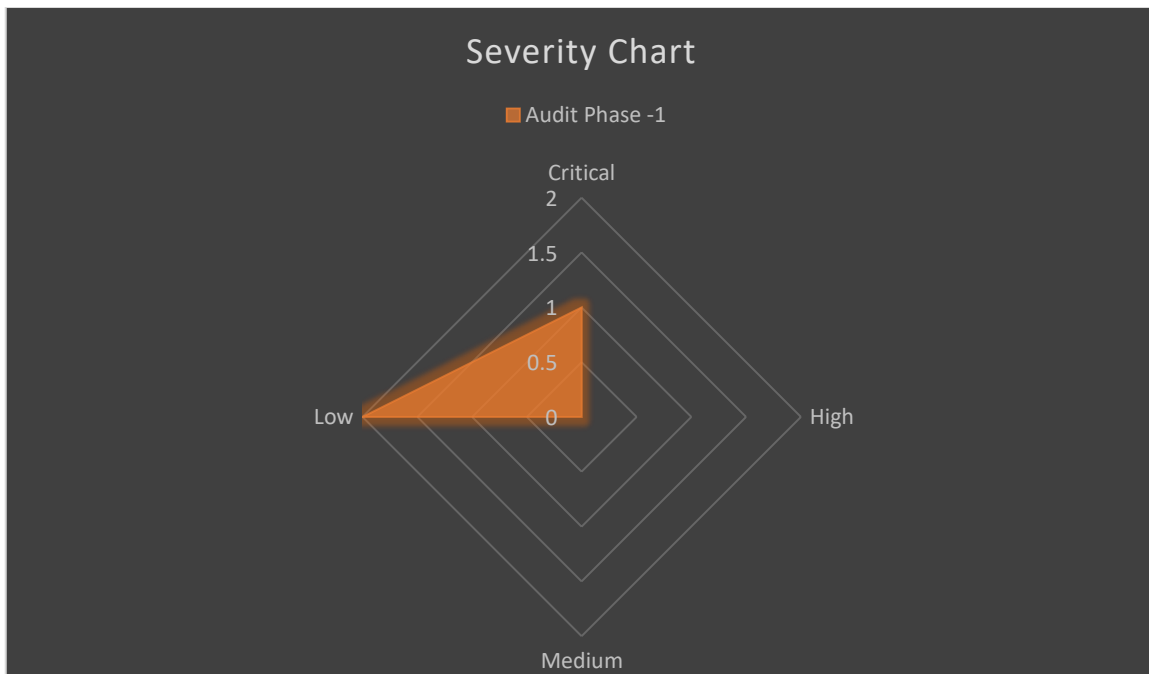 Severity Chart
Audit Phase -1
Critical
2
1.5
1
0.5
Low
0
High
Medium